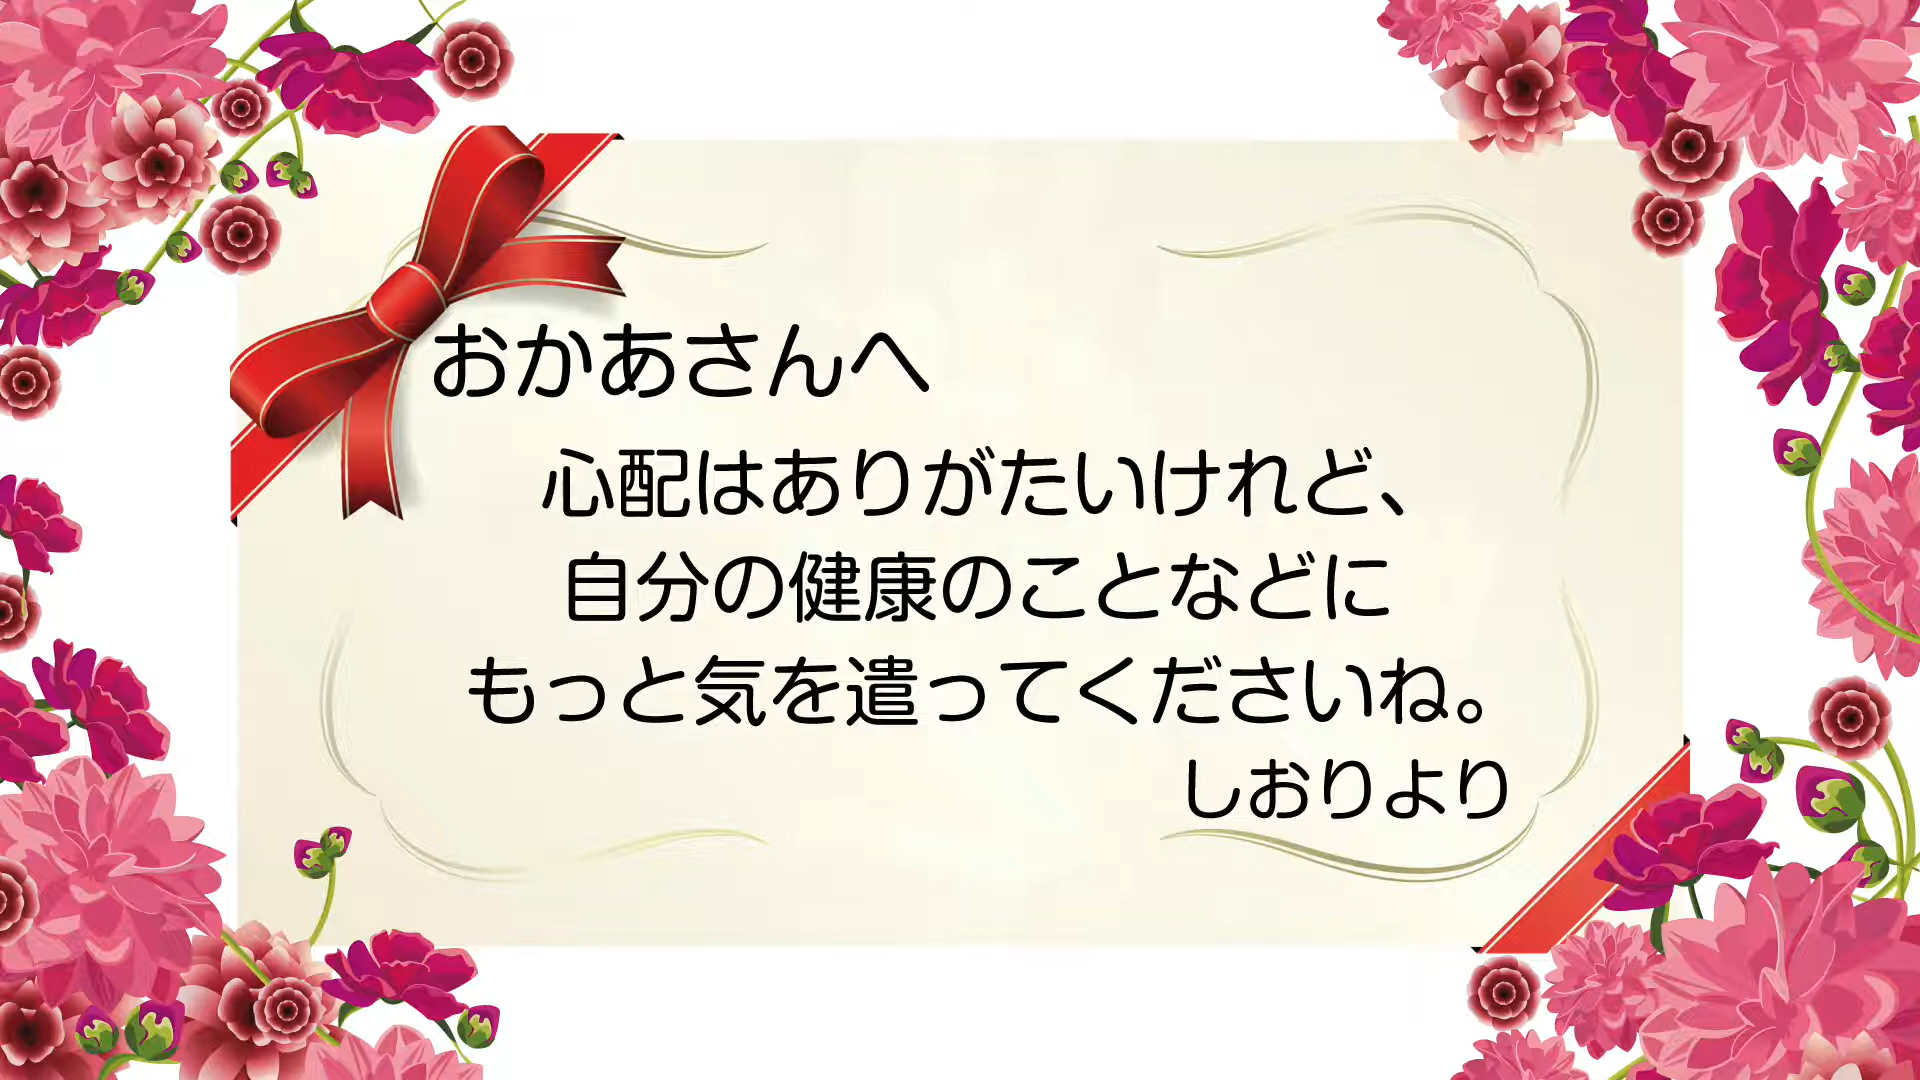 おかあさんへ
心配はありがたいけれど、
自分の健康のことなどに
もっと気を遣ってくださいね。
しおりより